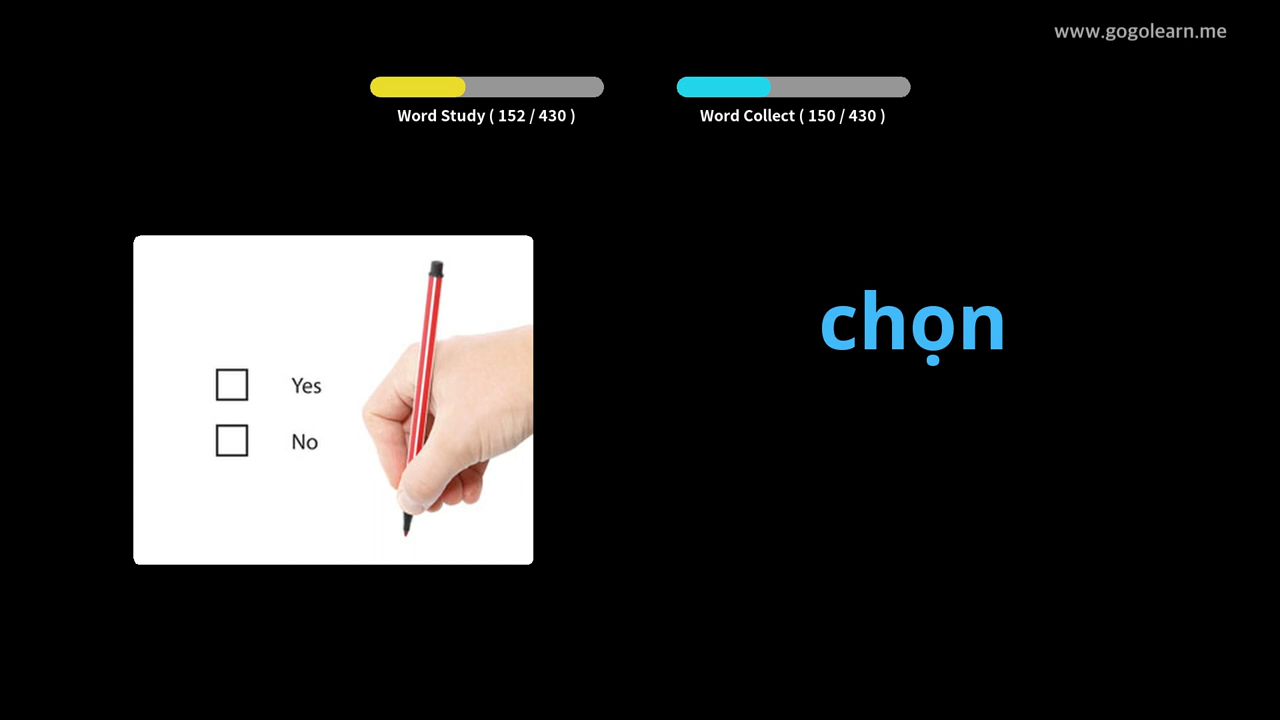 www.gogolearn.me
Word Study ( 152 / 430 )
Word Collect ( 150 / 430 )
chọn
Yes
No